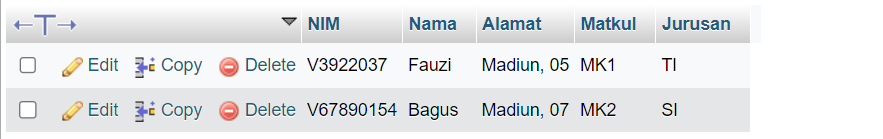 NIM Nama Alamat Matkul Jurusan
Edit Copy Delete V3922037 Fauzi Madiun, 05 MK1 TI
Edit Copy Delete V67890154 Bagus Madiun, 07 MK2 SI